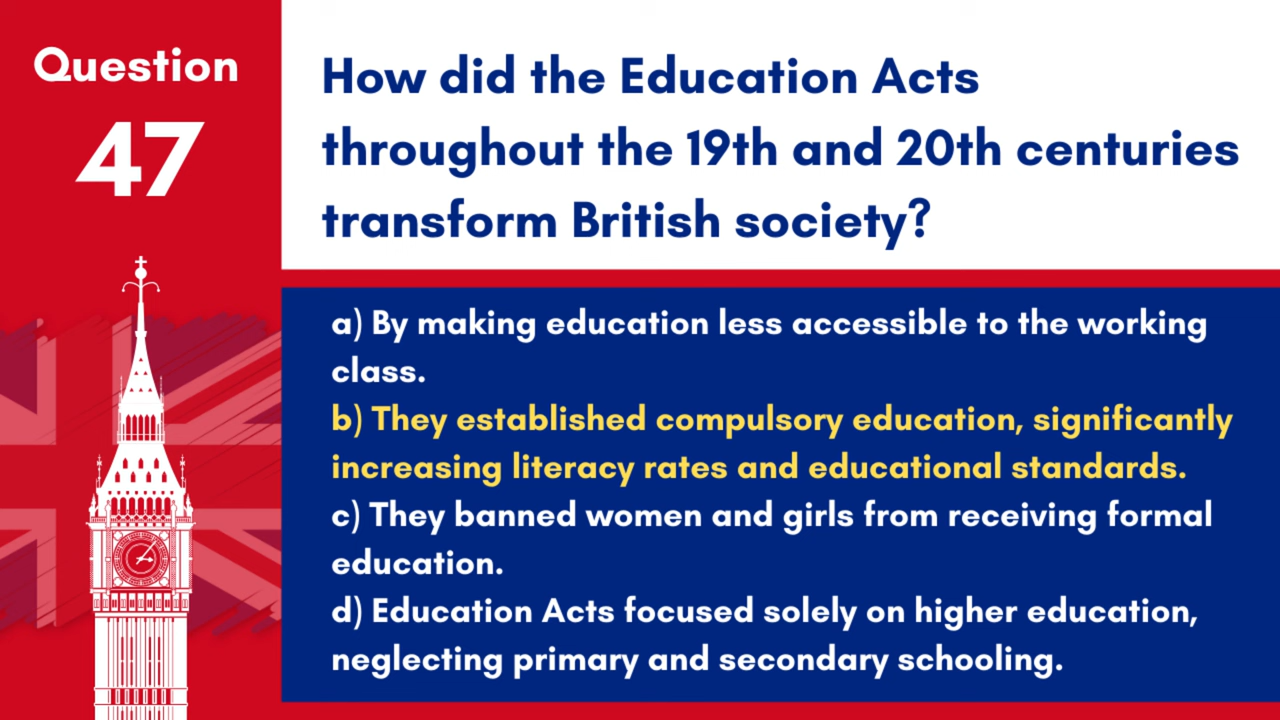 Question
47
How did the Education Acts
throughout the 19th and 20th centuries
transform British society?
a) By making education less accessible to the working
class.
b) They established compulsory education, significantly
increasing literacy rates and educational standards.
c) They banned women and girls from receiving formal
education.
d) Education Acts focused solely on higher education,
neglecting primary and secondary schooling.